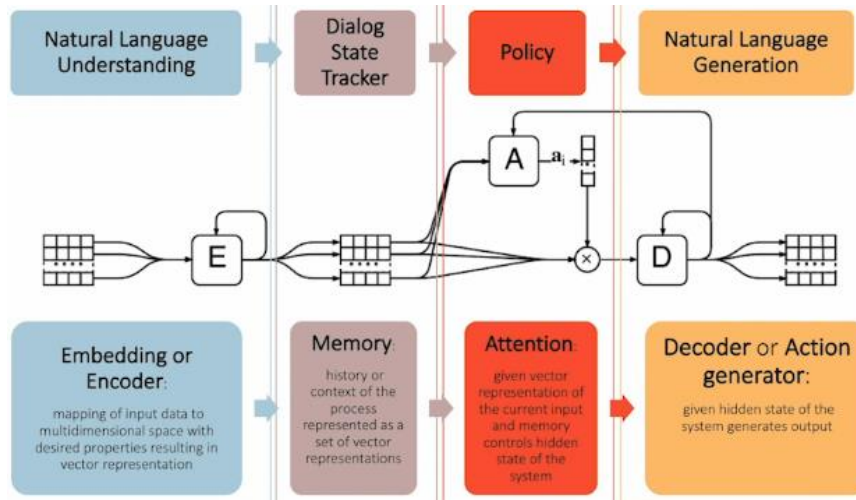 Natural Language
Understanding
Dialog
State
Tracker
Policy
Natural Language
Generation
A
aᵢ
E
×
D
Embedding or
Encoder:
mapping of input data to
multidimensional space with
desired properties resulting in
vector representation
Memory:
history or
context of the
process
represented as a
set of vector
representations
Attention:
given vector
representation of
the current input
and memory
controls hidden
state of the
system
Decoder or Action
generator:
given hidden state of the
system generates output